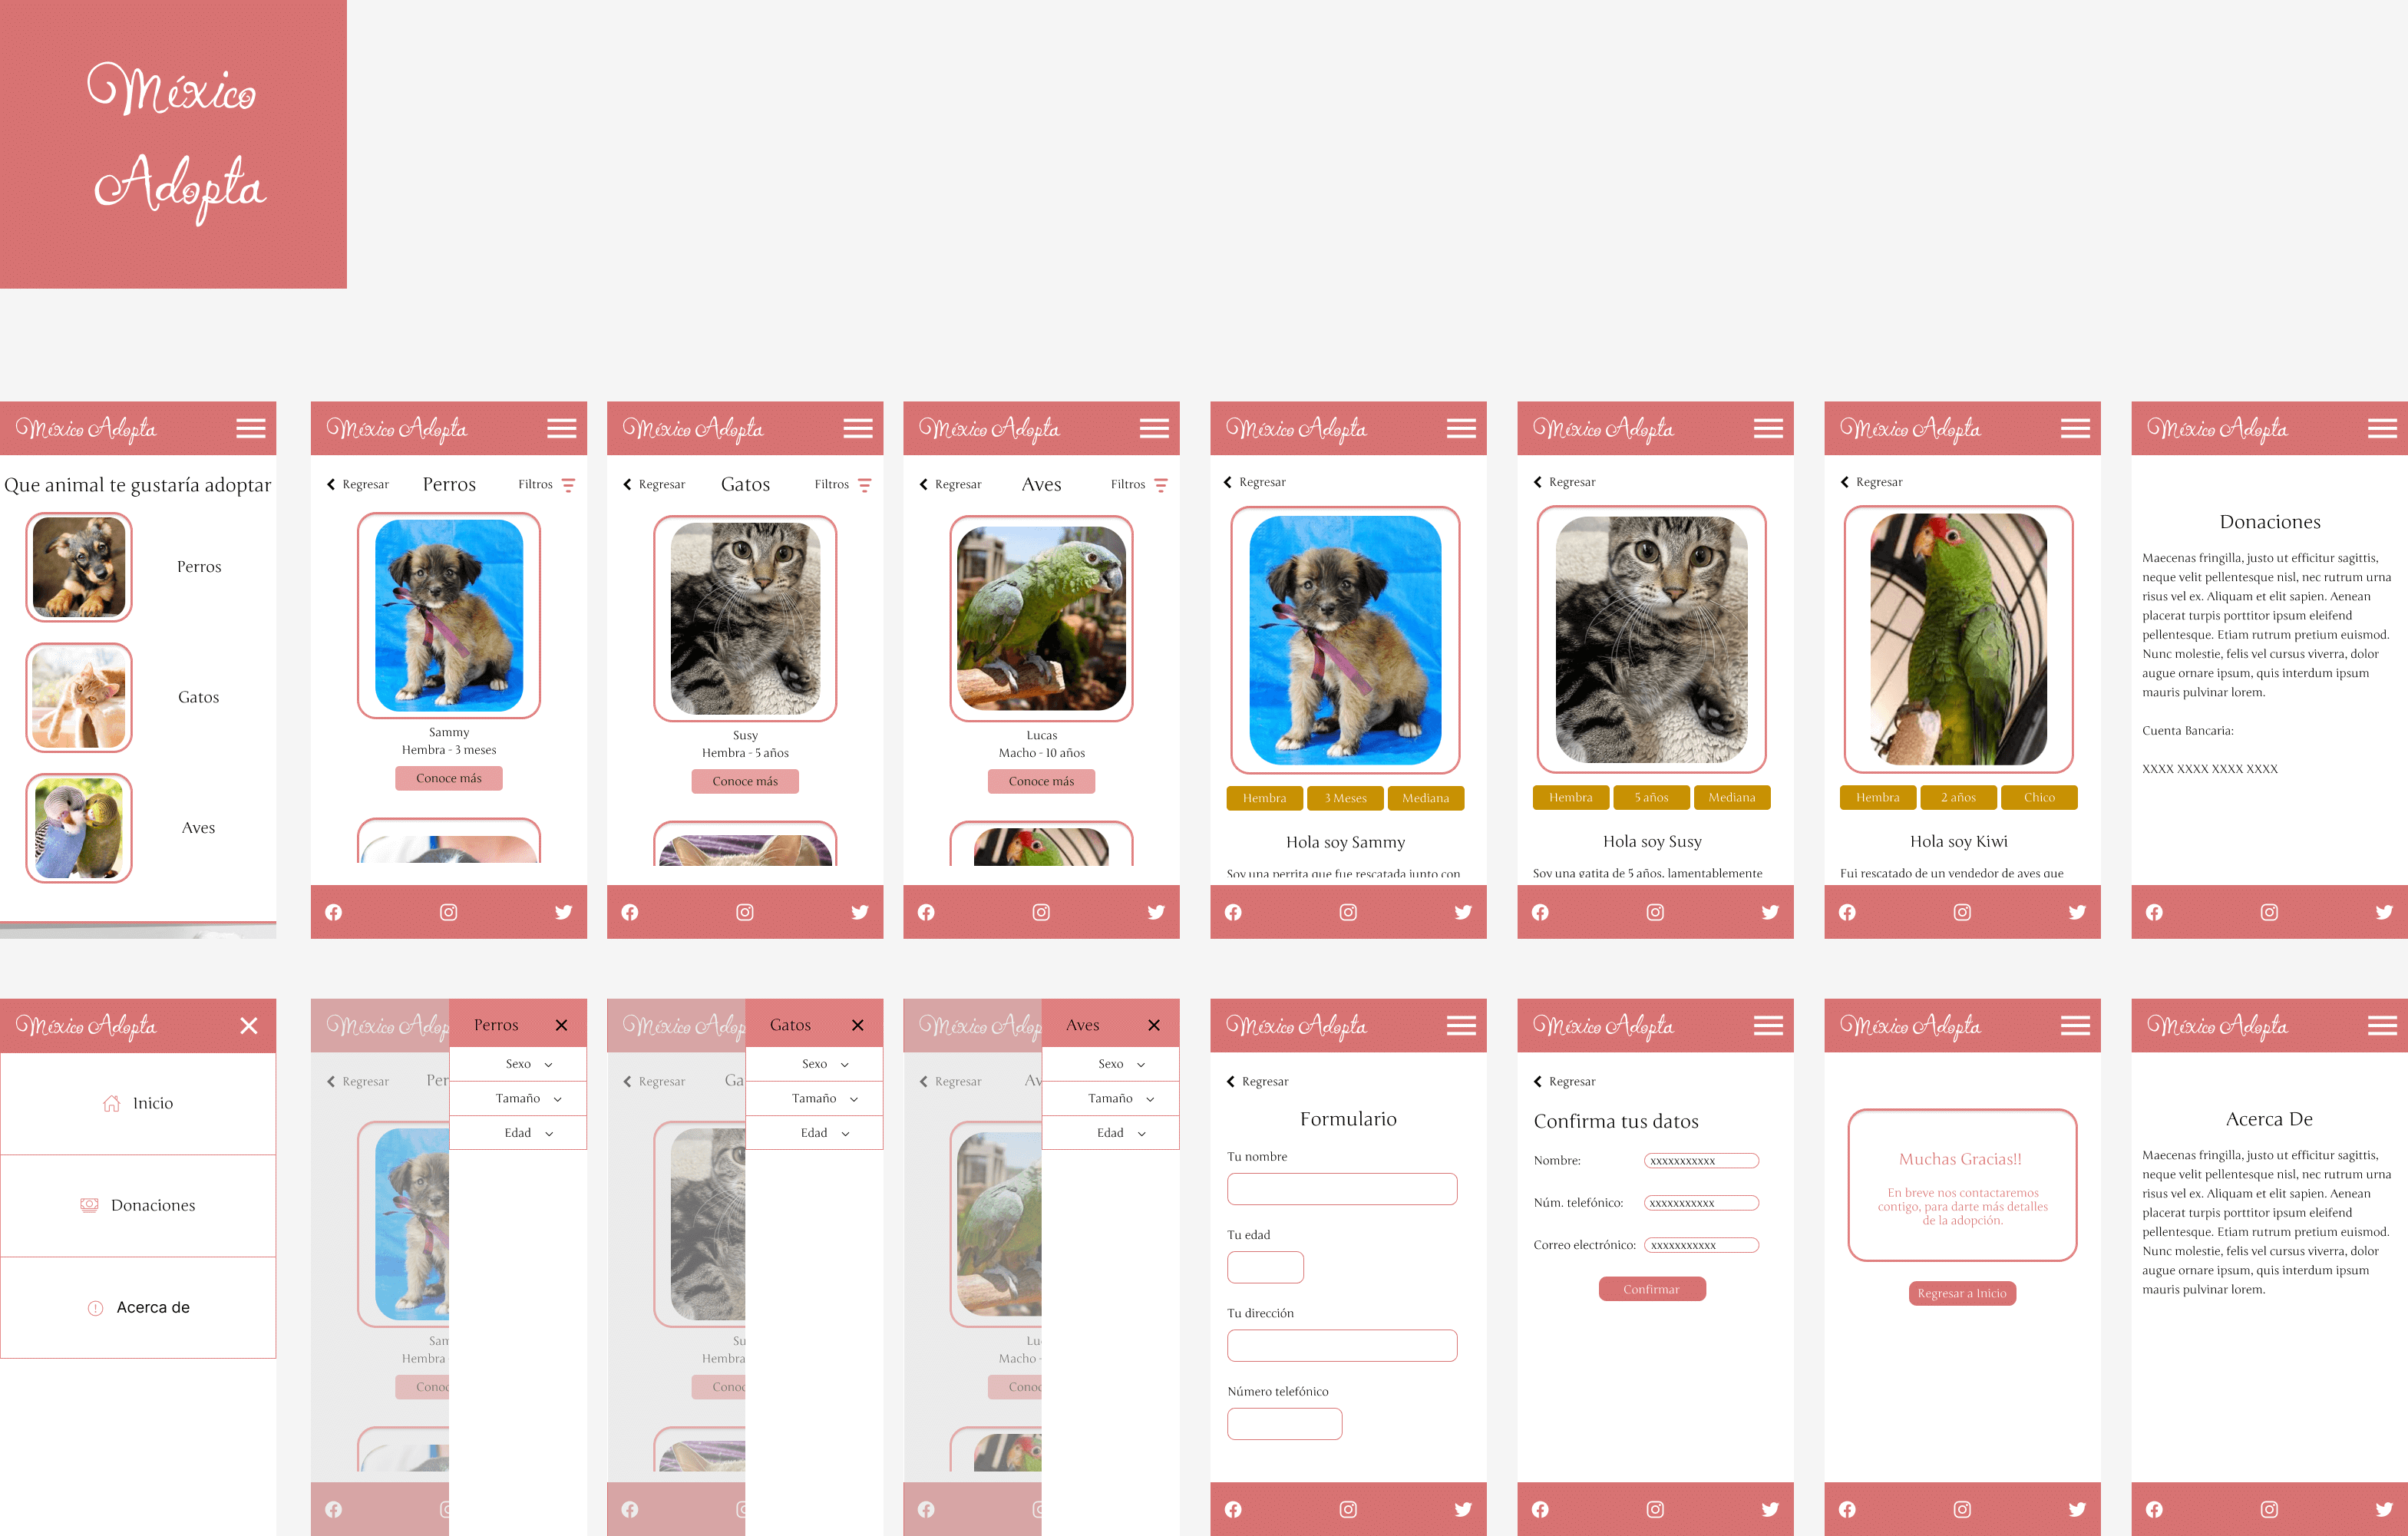 México
Adopta
México Adopta
Que animal te gustaría adoptar
Perros
Gatos
Aves
México Adopta
Regresar
Perros
Filtros
Sammy
Hembra - 3 meses
Conoce más
México Adopta
Regresar
Gatos
Filtros
Susy
Hembra - 5 años
Conoce más
México Adopta
Regresar
Aves
Filtros
Lucas
Macho - 10 años
Conoce más
México Adopta
Regresar
Hembra
3 Meses
Mediana
Hola soy Sammy
Soy una perrita que fue rescatada junto con
México Adopta
Regresar
Hembra
5 años
Mediana
Hola soy Susy
Soy una gatita de 5 años, lamentablemente
México Adopta
Regresar
Hembra
2 años
Chico
Hola soy Kiwi
Fui rescatado de un vendedor de aves que
México Adopta
Donaciones
Maecenas fringilla, justo ut efficitur sagittis,
neque velit pellentesque nisl, nec rutrum urna
risus vel ex. Aliquam et elit sapien. Aenean
placerat turpis porttitor ipsum eleifend
pellentesque. Etiam rutrum pretium euismod.
Nunc molestie, felis vel cursus viverra, dolor
augue ornare ipsum, quis interdum ipsum
mauris pulvinar lorem.
Cuenta Bancaria:
XXXX XXXX XXXX XXXX
México Adopta
Inicio
Donaciones
Acerca de
México Adop
Regresar
Per
Sam
Hembra -
Conoc
Perros
Sexo
Tamaño
Edad
México Adop
Regresar
Ga
Su
Hembra
Conoc
Gatos
Sexo
Tamaño
Edad
México Adop
Regresar
Av
Lu
Macho -
Conoc
Aves
Sexo
Tamaño
Edad
México Adopta
Regresar
Formulario
Tu nombre
Tu edad
Tu dirección
Número telefónico
México Adopta
Regresar
Confirma tus datos
Nombre: xxxxxxxxxxx
Núm. telefónico: xxxxxxxxxxx
Correo electrónico: xxxxxxxxxxx
Confirmar
México Adopta
Muchas Gracias!!
En breve nos contactaremos
contigo, para darte más detalles
de la adopción.
Regresar a Inicio
México Adopta
Acerca De
Maecenas fringilla, justo ut efficitur sagittis,
neque velit pellentesque nisl, nec rutrum urna
risus vel ex. Aliquam et elit sapien. Aenean
placerat turpis porttitor ipsum eleifend
pellentesque. Etiam rutrum pretium euismod.
Nunc molestie, felis vel cursus viverra, dolor
augue ornare ipsum, quis interdum ipsum
mauris pulvinar lorem.